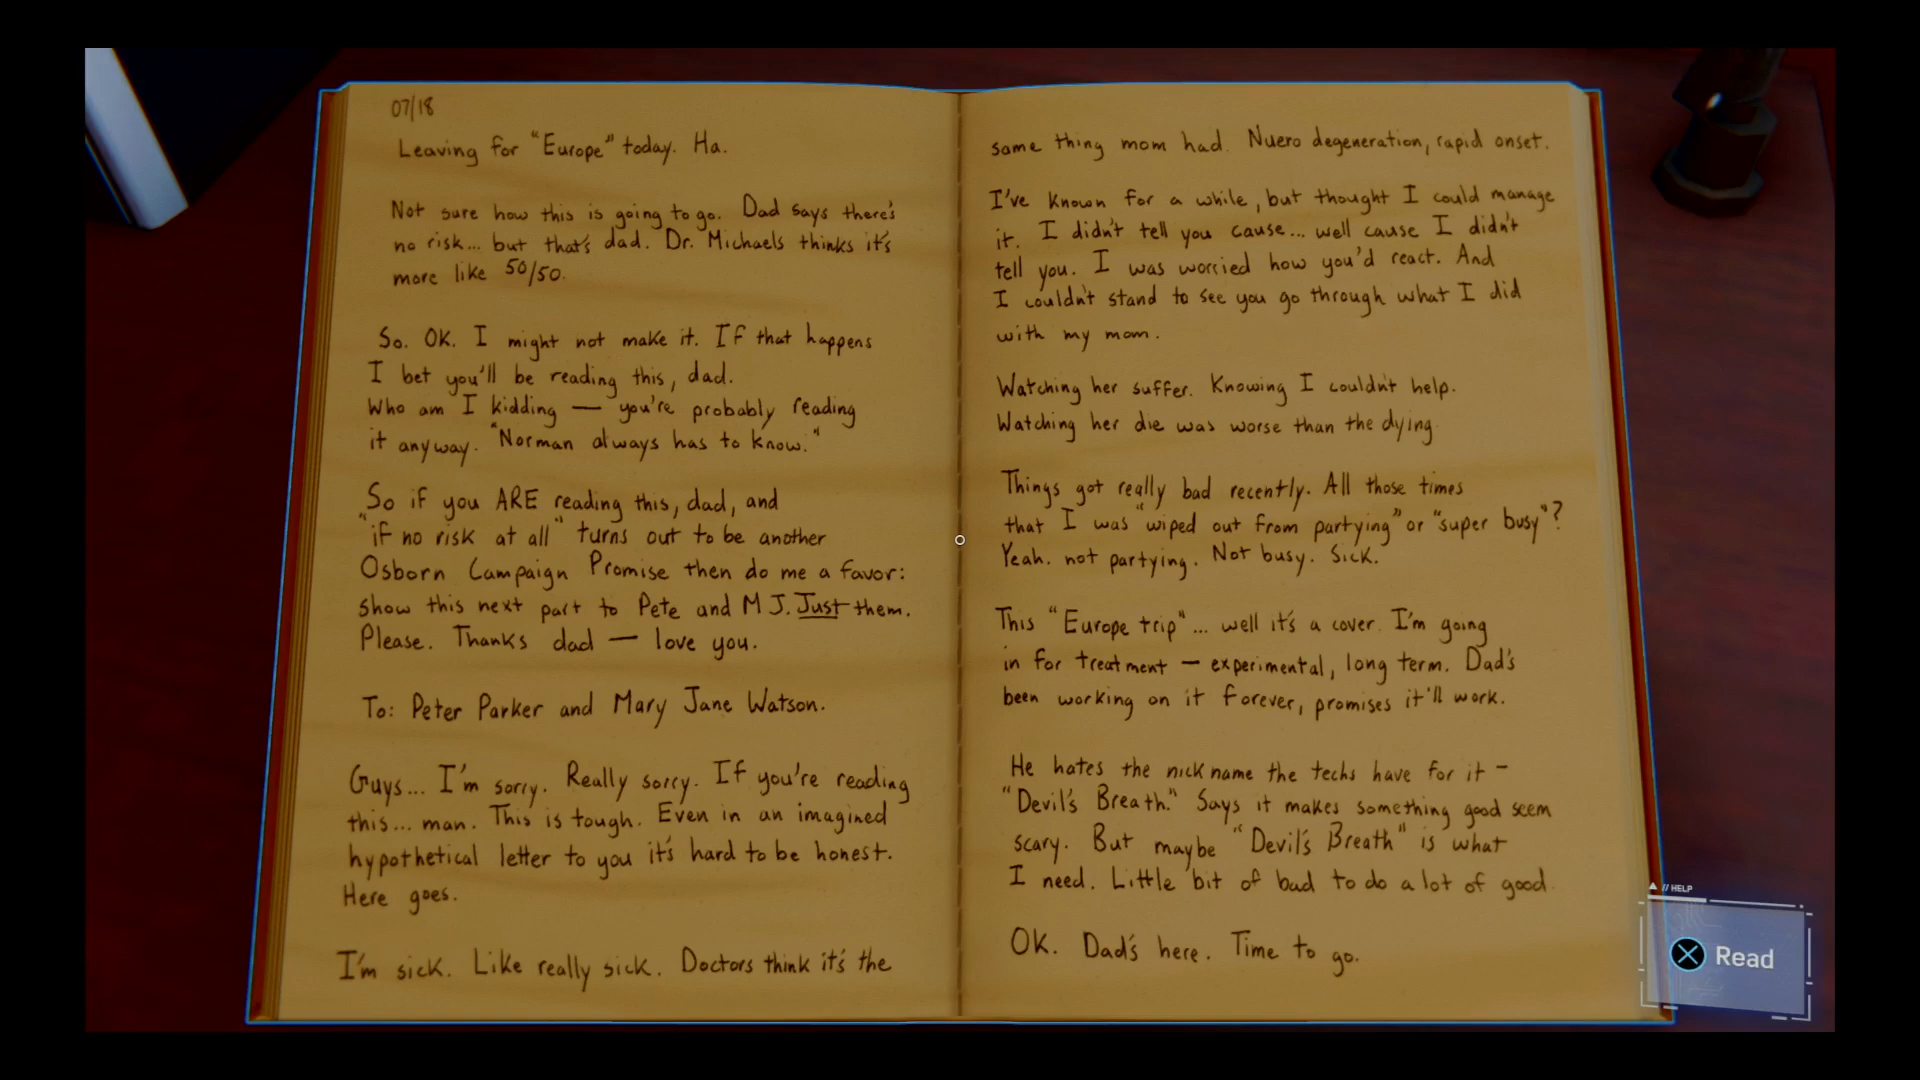 07/18
Leaving for "Europe" today. Ha.
Not sure how this is going to go. Dad says there's
no risk... but that's dad. Dr. Michaels thinks it's
more like 50/50.
So. OK. I might not make it. If that happens
I bet you'll be reading this, dad.
Who am I kidding — you're probably reading
it anyway. "Norman always has to know."
So if you ARE reading this, dad, and
"if no risk at all" turns out to be another
Osborn Campaign Promise then do me a favor:
show this next part to Pete and MJ. Just them.
Please. Thanks dad — love you.
To: Peter Parker and Mary Jane Watson.
Guys... I'm sorry. Really sorry. If you're reading
this... man. This is tough. Even in an imagined
hypothetical letter to you it's hard to be honest.
Here goes.
I'm sick. Like really sick. Doctors think it's the
same thing mom had. Nuero degeneration, rapid onset.
I've known for a while, but thought I could manage
it. I didn't tell you cause... well cause I didn't
tell you. I was worried how you'd react. And
I couldn't stand to see you go through what I did
with my mom.
Watching her suffer. Knowing I couldn't help.
Watching her die was worse than the dying.
Things got really bad recently. All those times
that I was "wiped out from partying" or "super busy"?
Yeah. not partying. Not busy. Sick.
This "Europe trip"... well it's a cover. I'm going
in for treatment — experimental, long term. Dad's
been working on it forever, promises it'll work.
He hates the nickname the techs have for it -
"Devil's Breath." Says it makes something good seem
scary. But maybe "Devil's Breath" is what
I need. Little bit of bad to do a lot of good.
OK. Dad's here. Time to go.
// HELP
Read